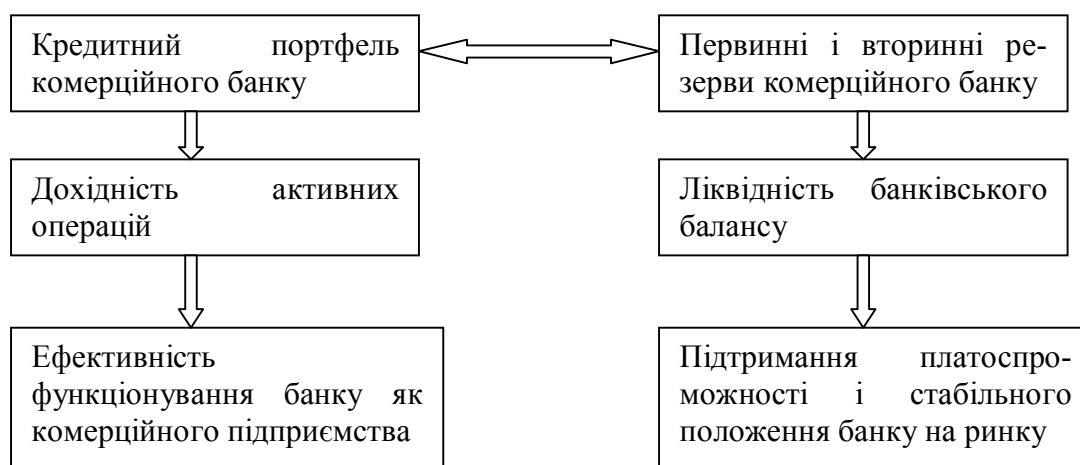 Кредитний портфель
комерційного банку
Первинні і вторинні ре-
зерви комерційного банку
Дохідність активних
операцій
Ліквідність банківського
балансу
Ефективність
функціонування банку як
комерційного підприємства
Підтримання платоспро-
можності і стабільного
положення банку на ринку